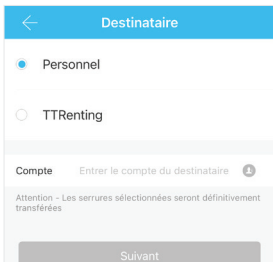 Destinataire
Personnel
TTRenting
Compte Entrer le compte du destinataire
Attention – Les serrures sélectionnées seront définitivement
transférées
Suivant